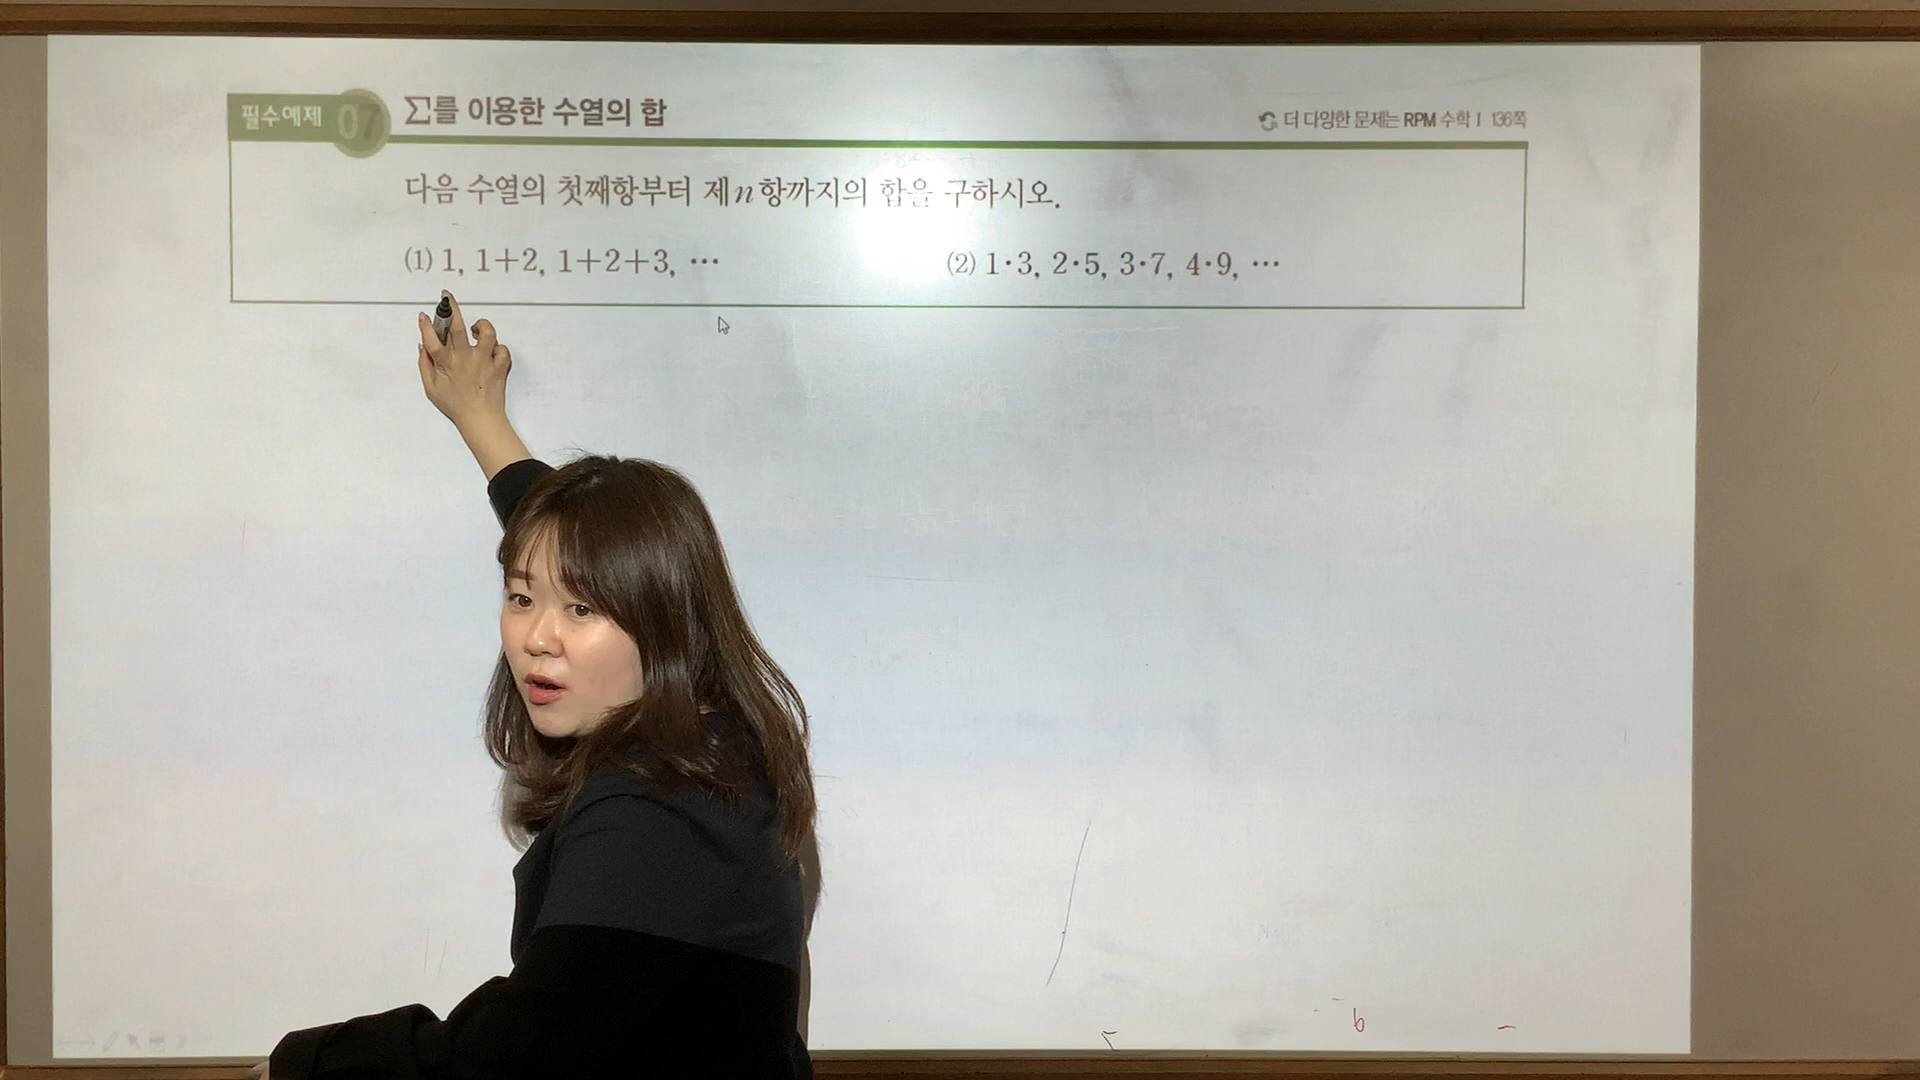 필수예제 07 ∑를 이용한 수열의 합
더 다양한 문제는 RPM 수학 I 136쪽
다음 수열의 첫째항부터 제n항까지의 합을 구하시오.
(1) 1, 1+2, 1+2+3, ⋯
(2) 1·3, 2·5, 3·7, 4·9, ⋯
b